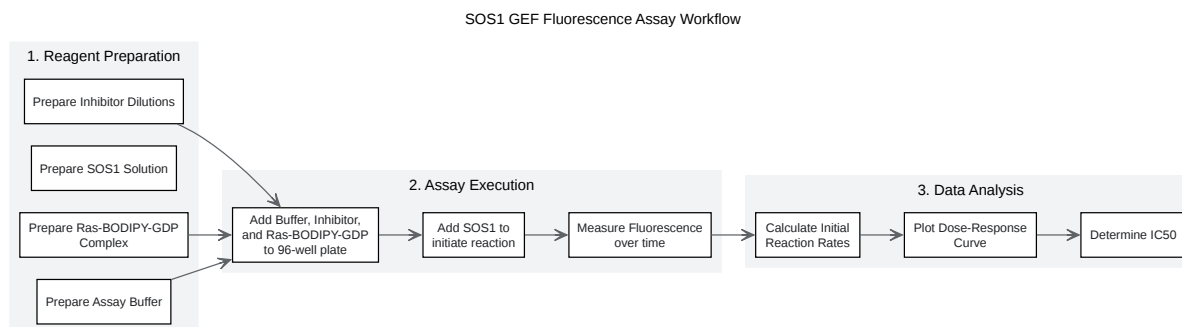 SOS1 GEF Fluorescence Assay Workflow
1. Reagent Preparation
Prepare Inhibitor Dilutions
Prepare SOS1 Solution
Prepare Ras-BODIPY-GDP
Complex
Prepare Assay Buffer
2. Assay Execution
Add Buffer, Inhibitor,
and Ras-BODIPY-GDP
to 96-well plate
Add SOS1 to
initiate reaction
Measure Fluorescence
over time
3. Data Analysis
Calculate Initial
Reaction Rates
Plot Dose-Response
Curve
Determine IC50